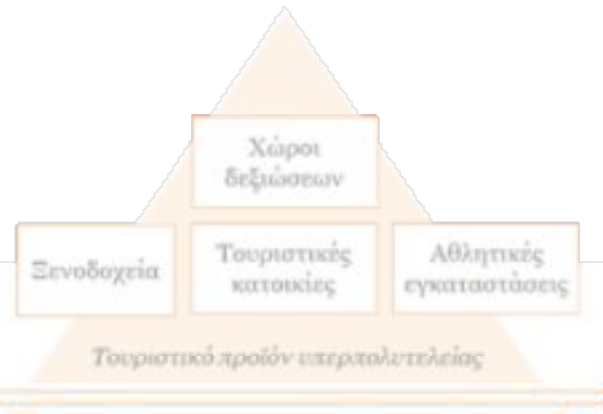 Χώροι
δεξιώσεων
Ξενοδοχεία
Τουριστικές
κατοικίες
Αθλητικές
εγκαταστάσεις
Τουριστικό προϊόν υπερπολυτελείας